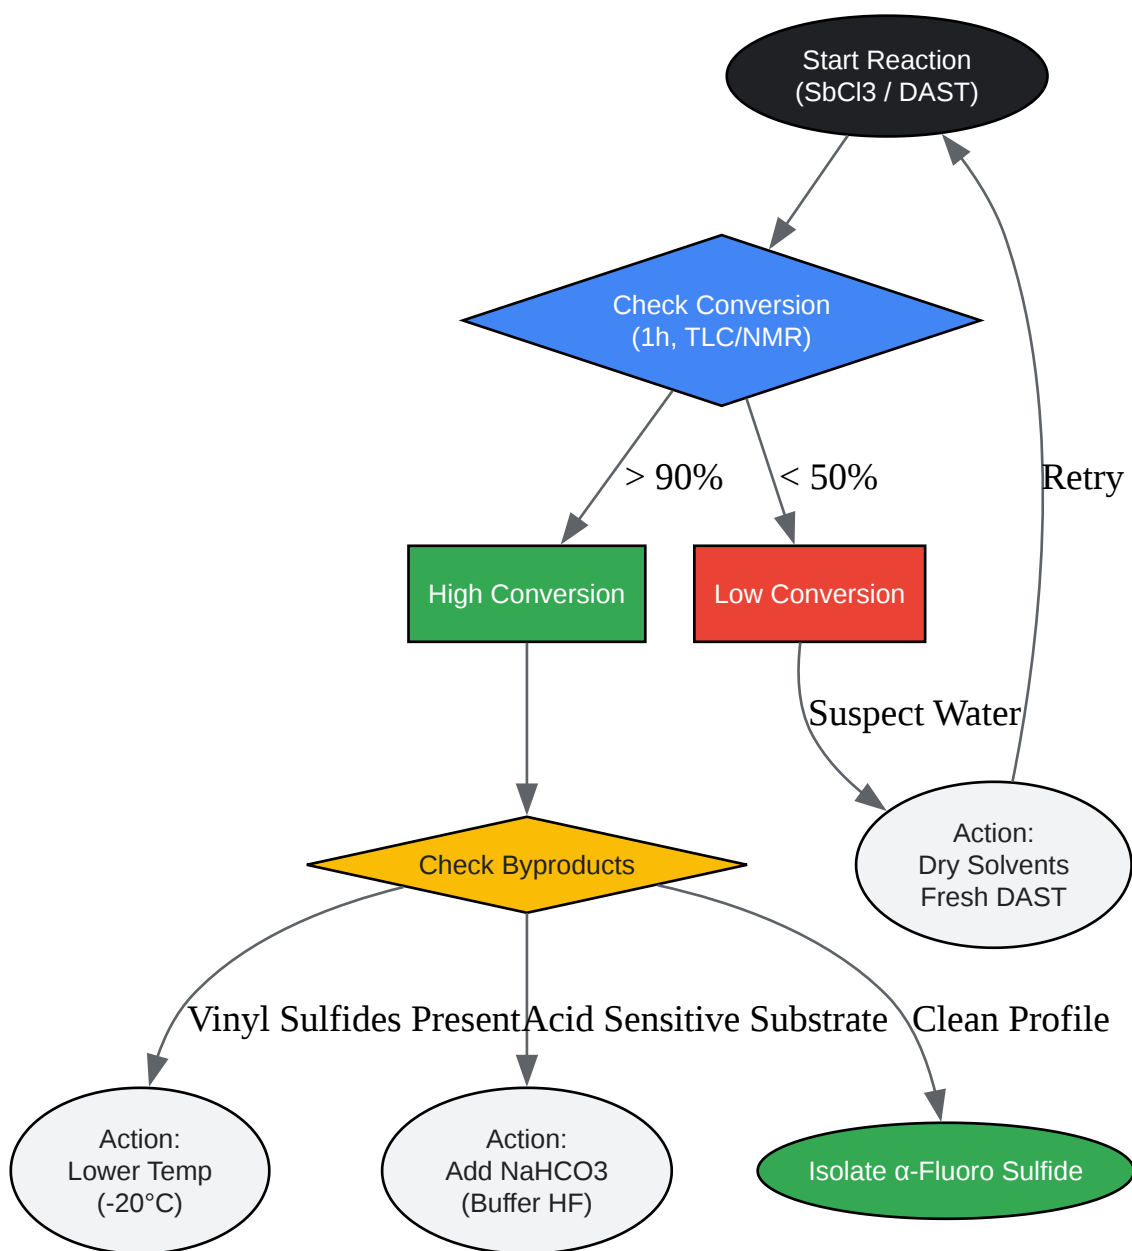 Start Reaction
(SbCl3 / DAST)
Check Conversion
(1h, TLC/NMR)
> 90%
< 50%
Retry
High Conversion
Low Conversion
Suspect Water
Action:
Dry Solvents
Fresh DAST
Check Byproducts
Vinyl Sulfides Present
Acid Sensitive Substrate
Clean Profile
Action:
Lower Temp
(-20°C)
Action:
Add NaHCO3
(Buffer HF)
Isolate α-Fluoro Sulfide